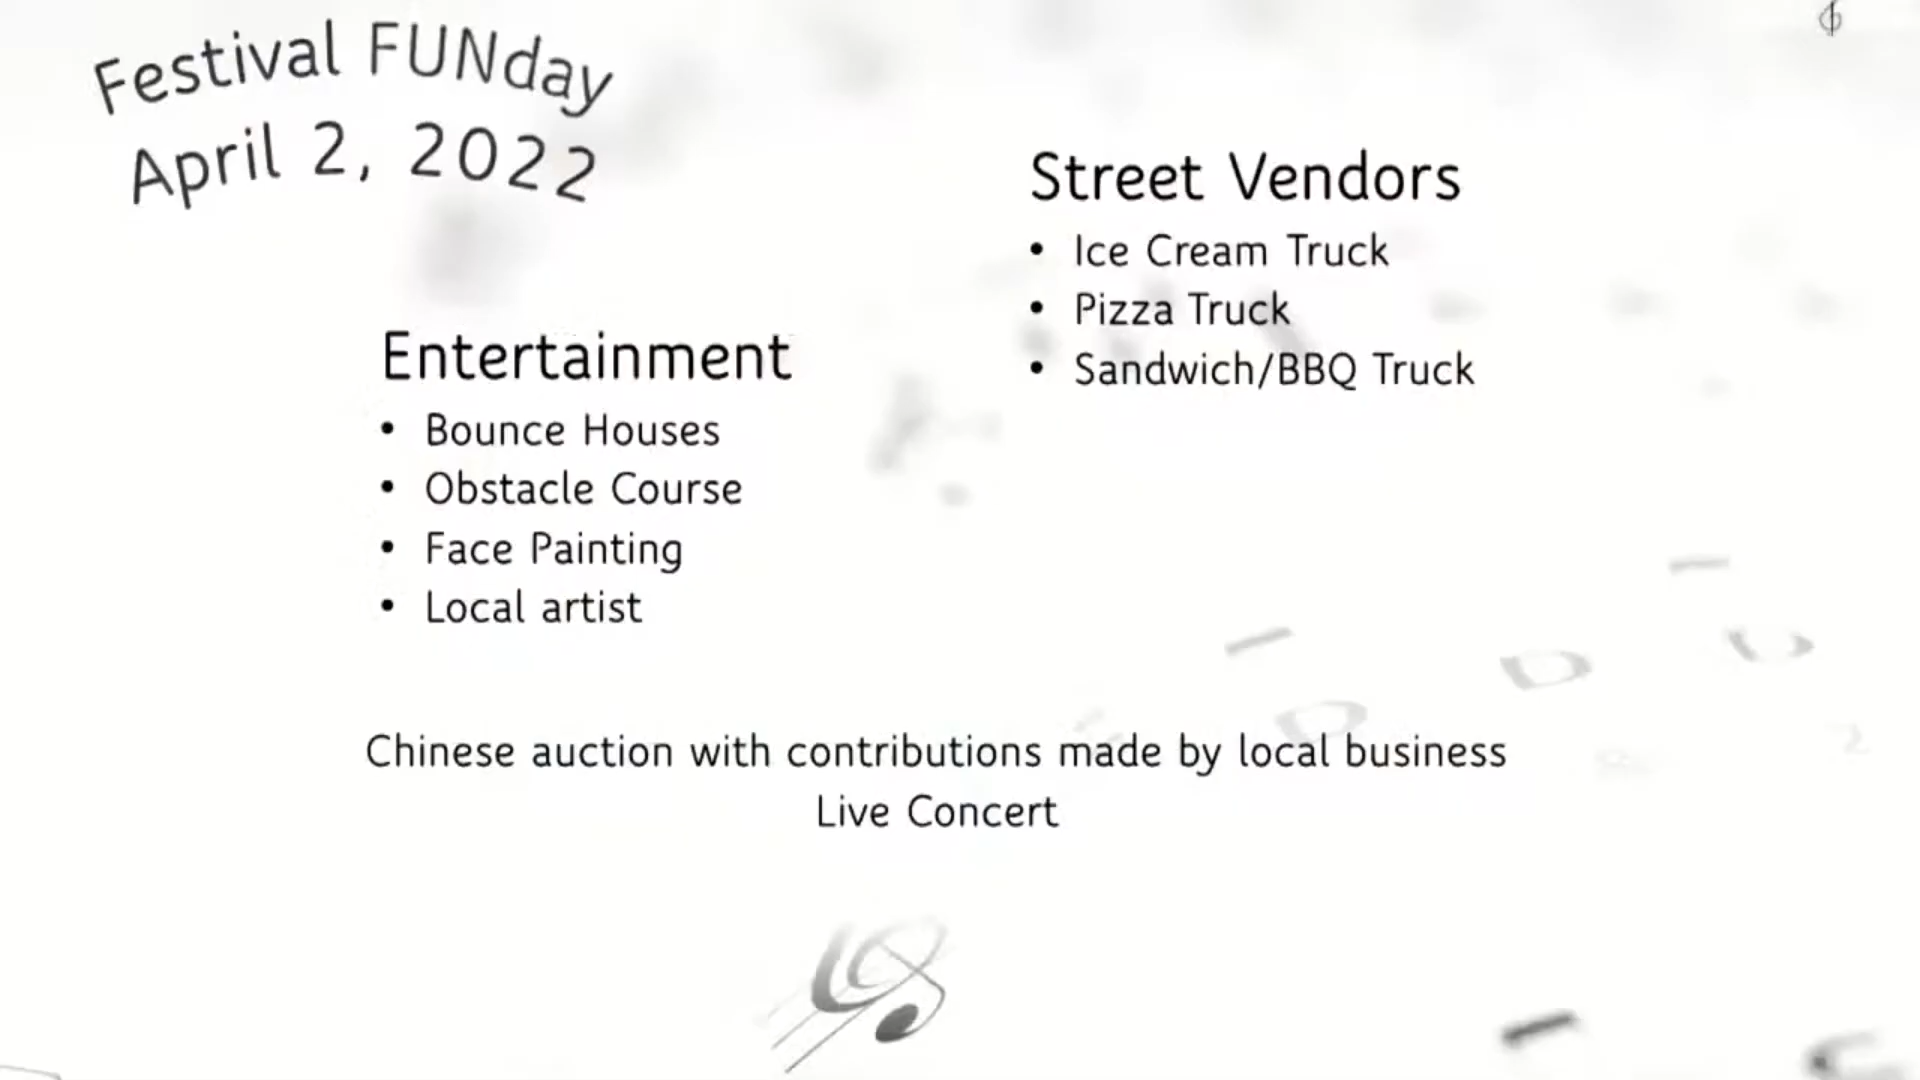 Festival FUNday
April 2, 2022
Street Vendors
• Ice Cream Truck
• Pizza Truck
• Sandwich/BBQ Truck
Entertainment
• Bounce Houses
• Obstacle Course
• Face Painting
• Local artist
Chinese auction with contributions made by local business
Live Concert